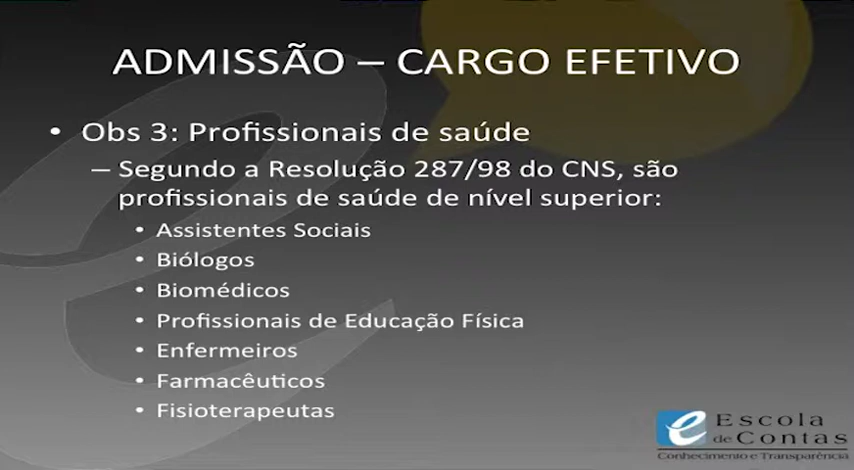 ADMISSÃO – CARGO EFETIVO
• Obs 3: Profissionais de saúde
– Segundo a Resolução 287/98 do CNS, são
profissionais de saúde de nível superior:
• Assistentes Sociais
• Biólogos
• Biomédicos
• Profissionais de Educação Física
• Enfermeiros
• Farmacêuticos
• Fisioterapeutas
e Escola
de Contas
Conhecimento e Transparência